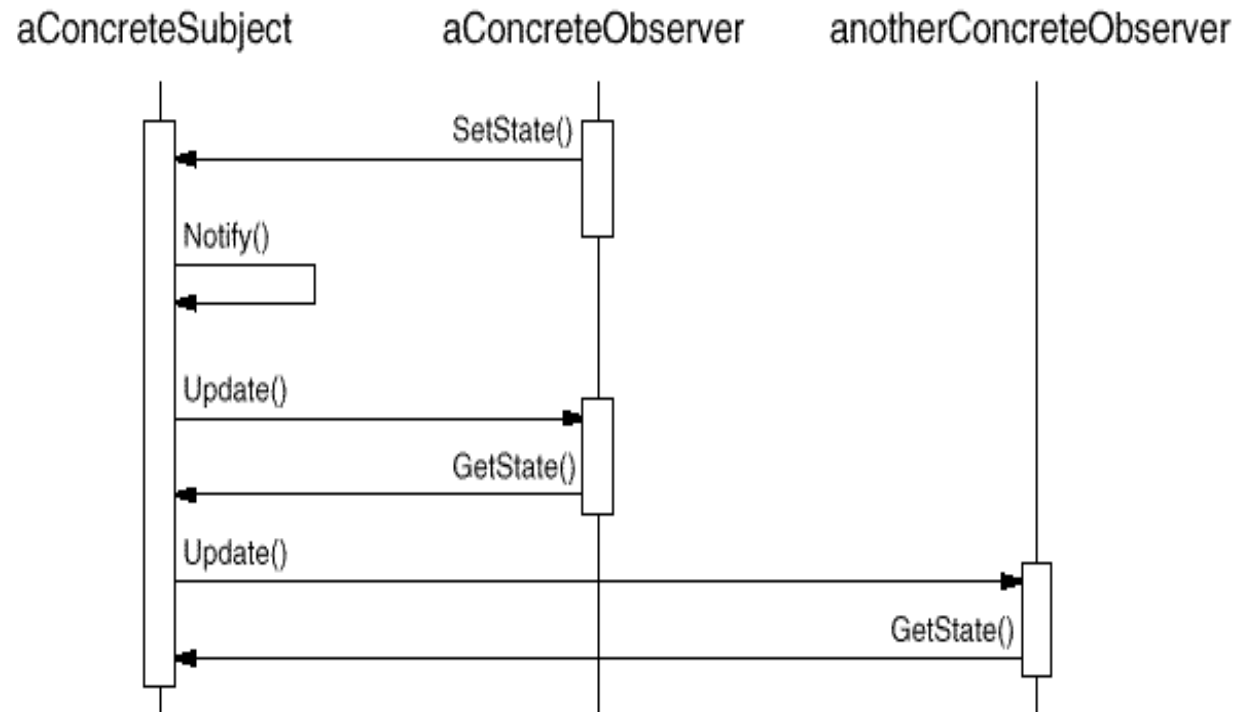 aConcreteSubject aConcreteObserver anotherConcreteObserver
SetState()
Notify()
Update()
GetState()
Update()
GetState()